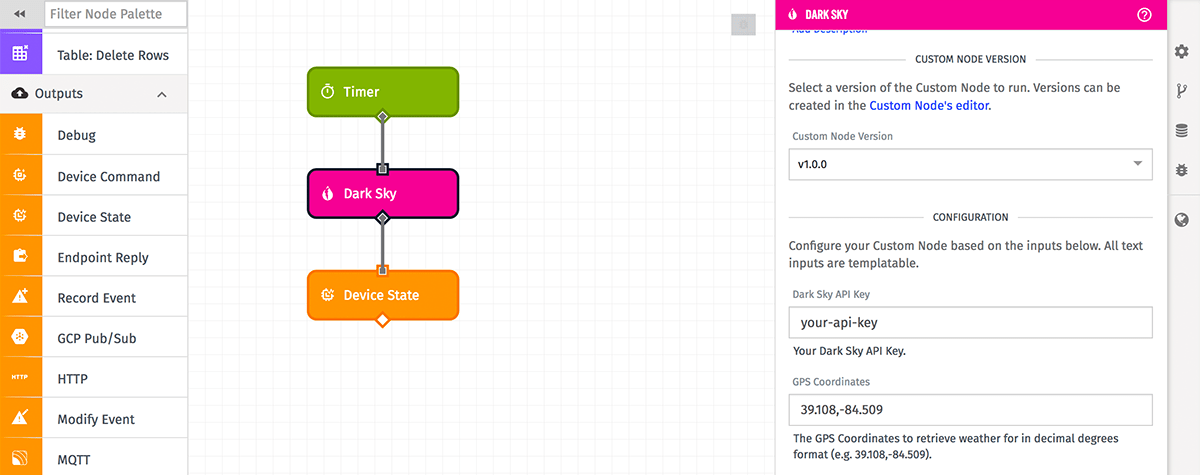 Filter Node Palette
Table: Delete Rows
Outputs
Debug
Device Command
Device State
Endpoint Reply
Record Event
GCP Pub/Sub
HTTP
HTTP
Modify Event
MQTT
Timer
Dark Sky
Device State
DARK SKY
Add Description
CUSTOM NODE VERSION
Select a version of the Custom Node to run. Versions can be
created in the Custom Node's editor.
Custom Node Version
v1.0.0
CONFIGURATION
Configure your Custom Node based on the inputs below. All text
inputs are templatable.
Dark Sky API Key
your-api-key
Your Dark Sky API Key.
GPS Coordinates
39.108,-84.509
The GPS Coordinates to retrieve weather for in decimal degrees
format (e.g. 39.108,-84.509).